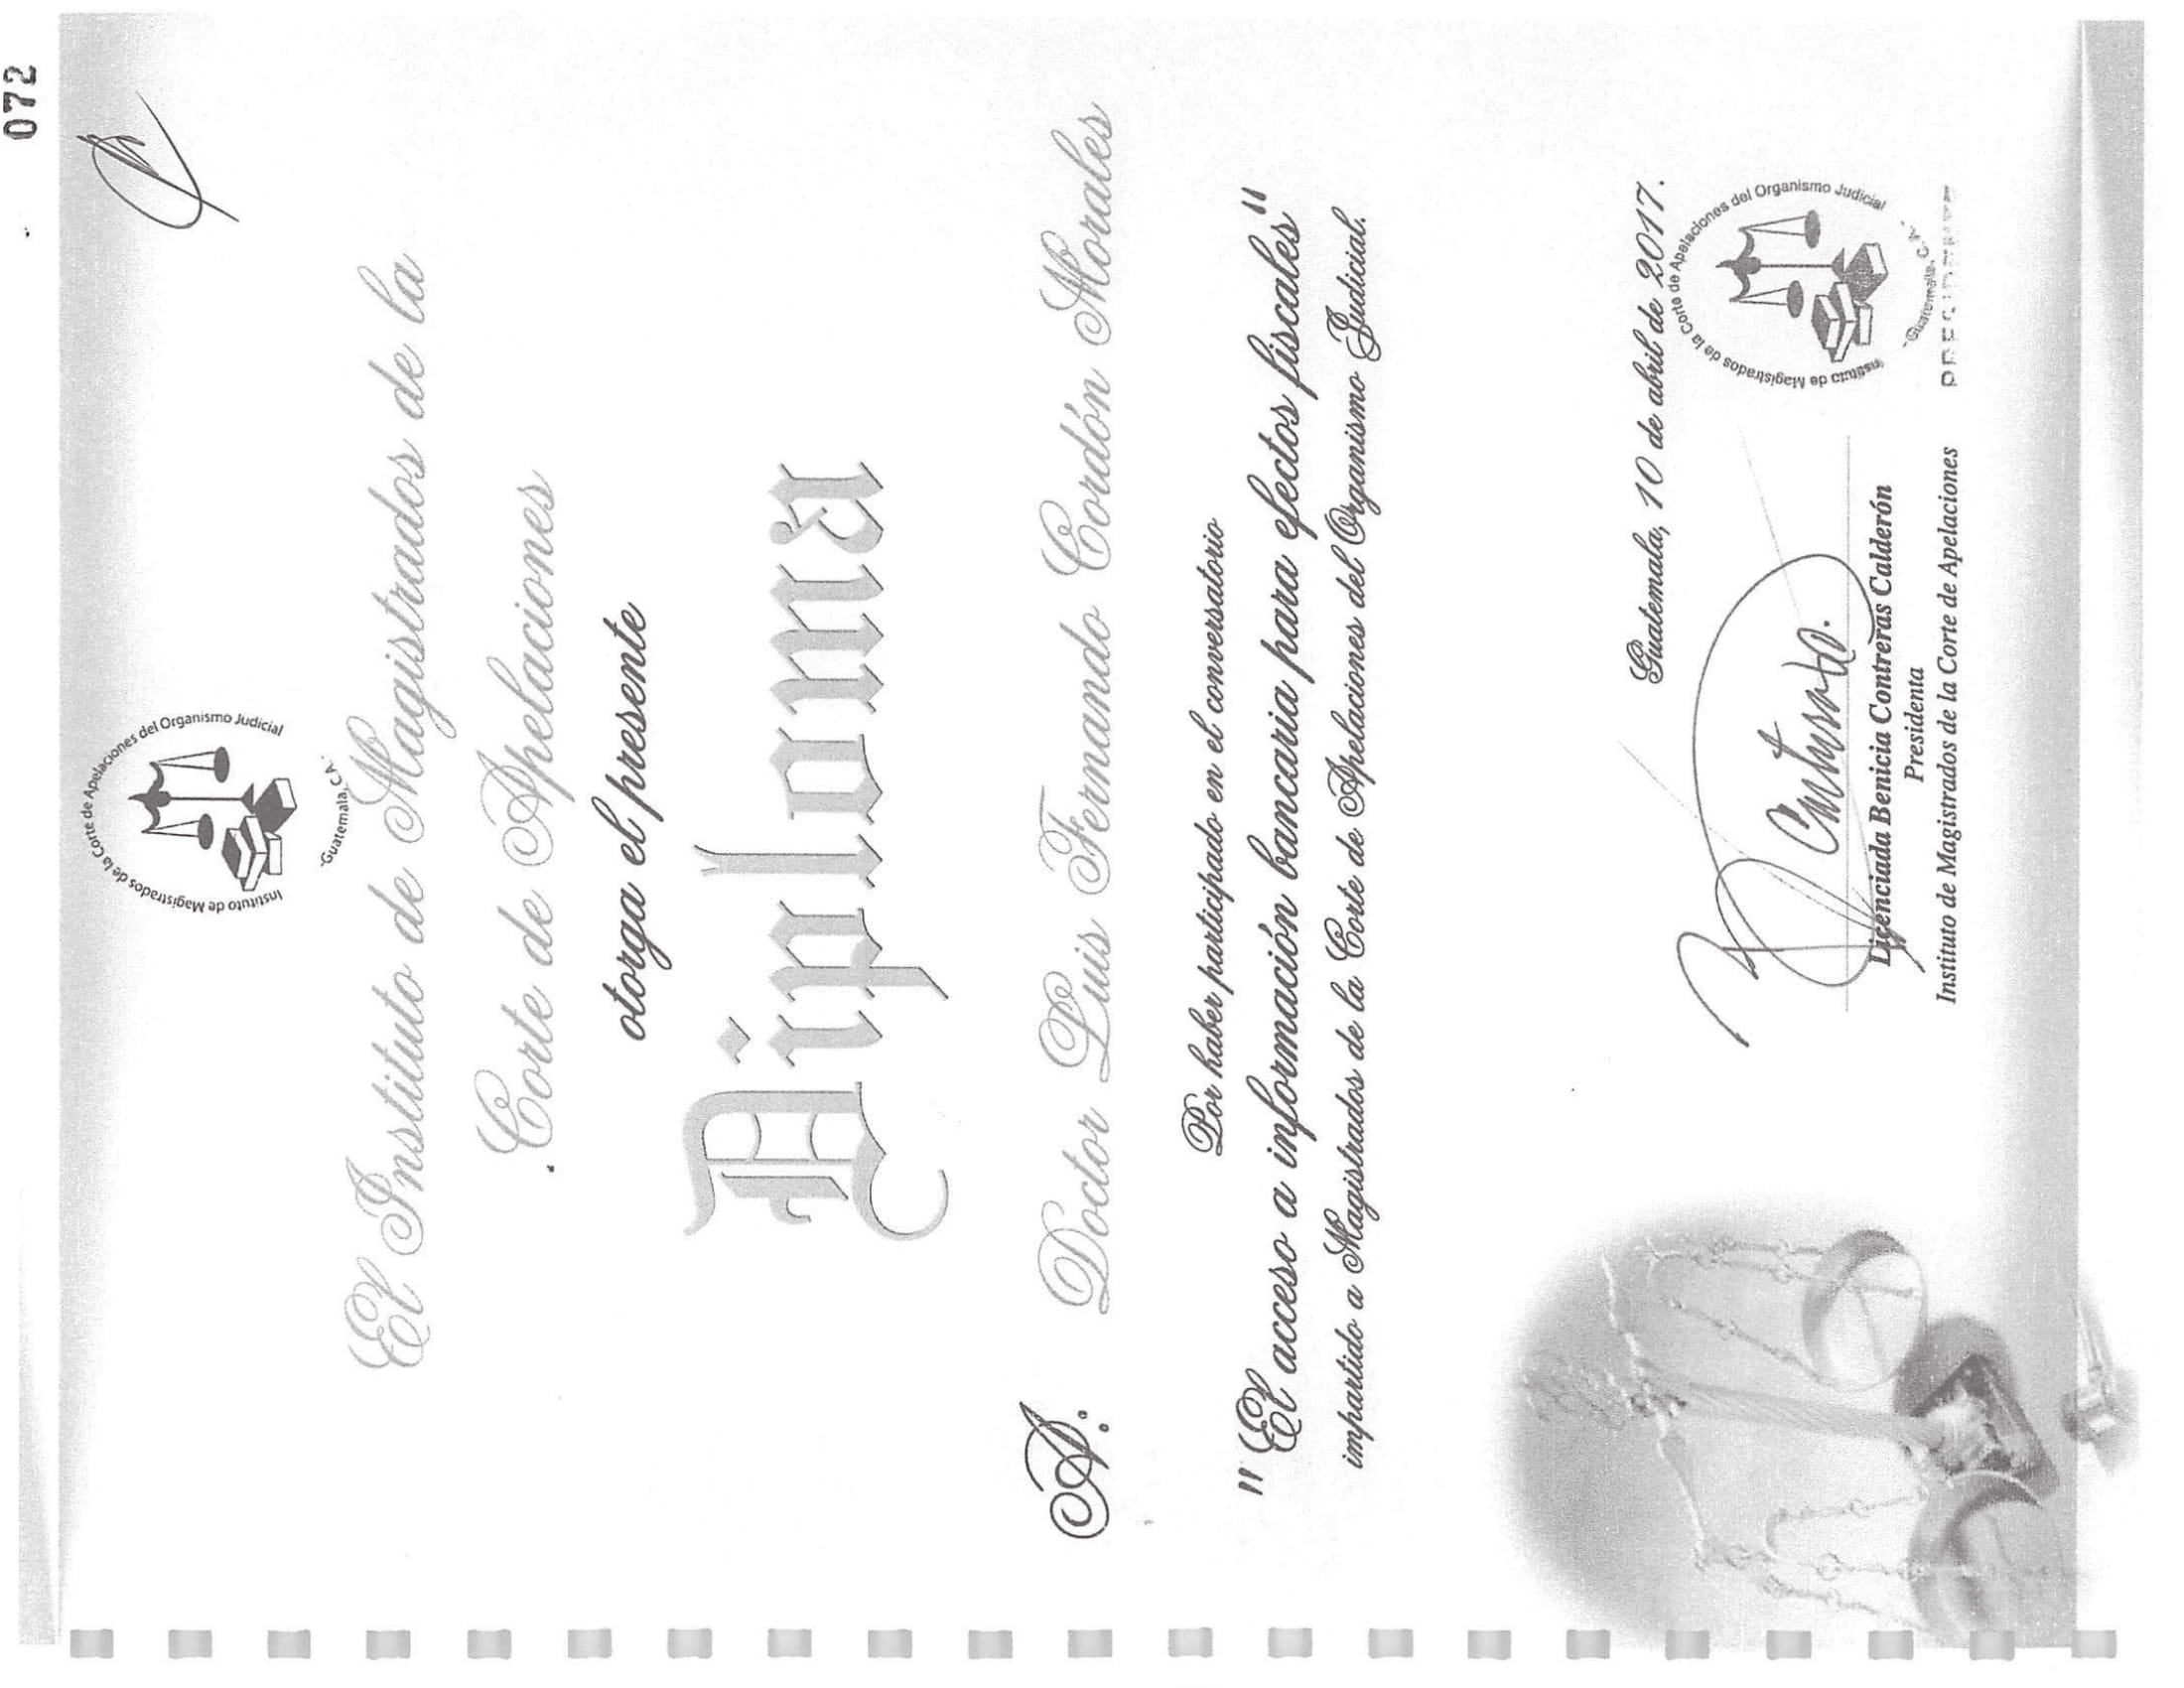 072
Instituto de Magistrados de la Corte de Apelaciones del Organismo Judicial
-Guatemala, C.A.-
El Instituto de Magistrados de la
Corte de Apelaciones
otorga el presente
Diploma
A: Doctor Luis Fernando Cordón Morales
Por haber participado en el conversatorio
"El acceso a información bancaria para efectos fiscales"
impartido a Magistrados de la Corte de Apelaciones del Organismo Judicial.
Guatemala, 10 de abril de 2017.
Licenciada Benicia Contreras Calderón
Presidenta
Instituto de Magistrados de la Corte de Apelaciones
Instituto de Magistrados de la Corte de Apelaciones del Organismo Judicial
-Guatemala, C.A.-